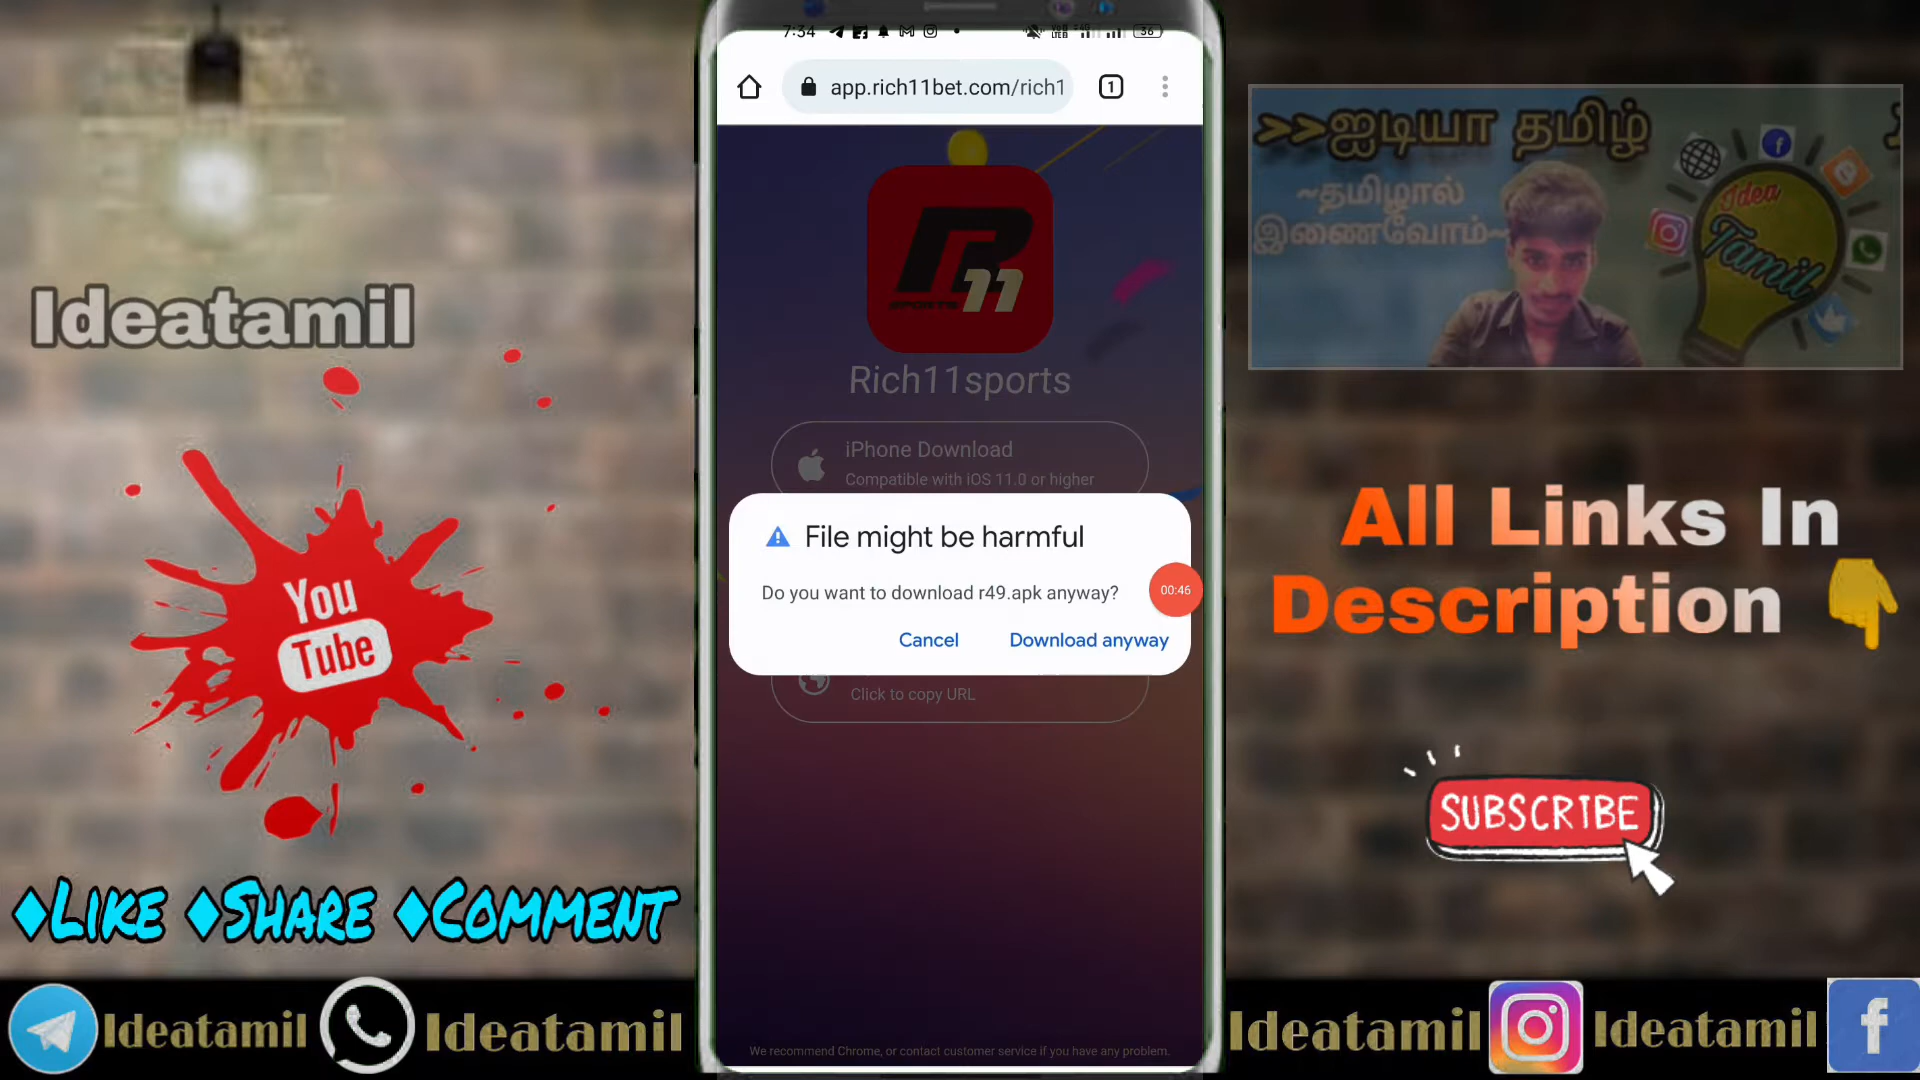 7:34
36
app.rich11bet.com/rich1
1
R11
SPORTS
Rich11sports
iPhone Download
Compatible with iOS 11.0 or higher
File might be harmful
Do you want to download r49.apk anyway?
00:46
Cancel
Download anyway
Click to copy URL
We recommend Chrome, or contact customer service if you have any problem.
Ideatamil
You
Tube
♦LIKE ♦SHARE ♦COMMENT
>>ஐடியா தமிழ்
~தமிழால்
இணைவோம்~
Idea
Tamil
All Links In
Description 👇
SUBSCRIBE
Ideatamil
Ideatamil
Ideatamil
Ideatamil